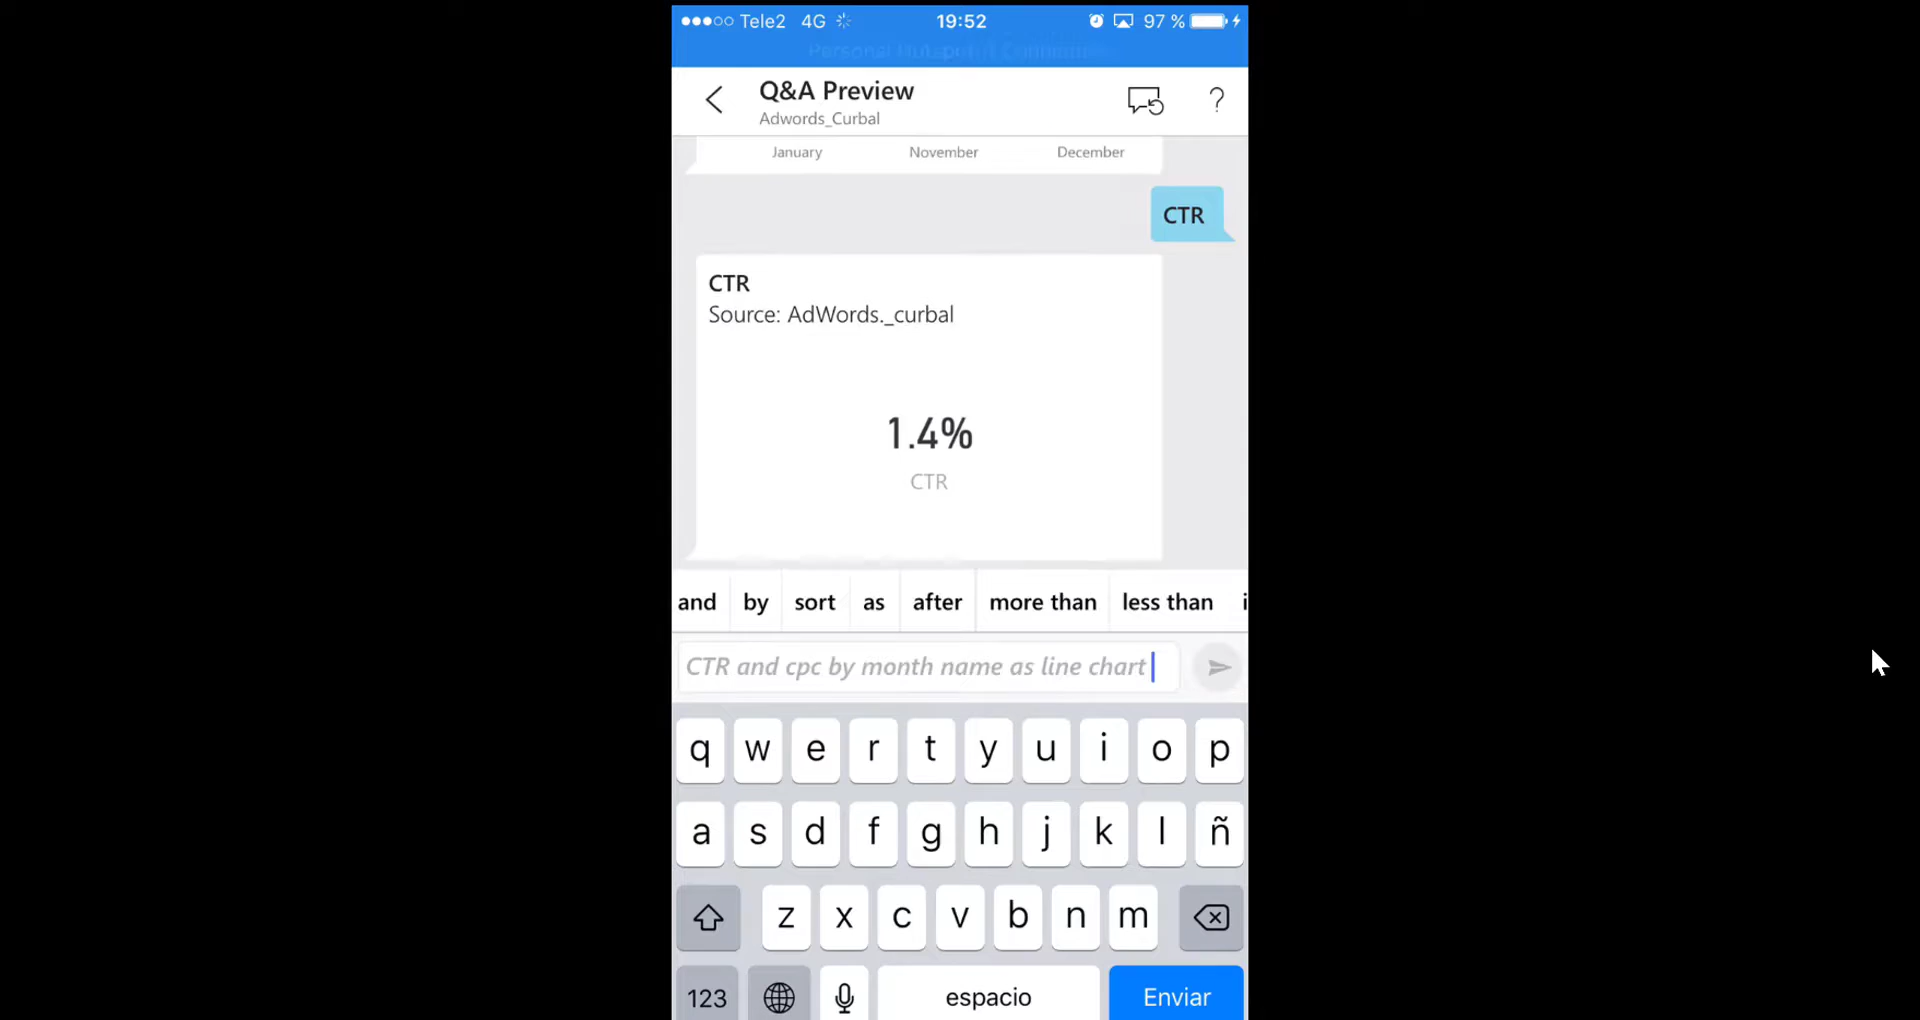 Tele2 4G 19:52 97 %
Q&A Preview
Adwords_Curbal
January November December
CTR
CTR
Source: AdWords._curbal
1.4%
CTR
and by sort as after more than less than
CTR and cpc by month name as line chart
q w e r t y u i o p
a s d f g h j k l ñ
z x c v b n m
123 espacio Enviar